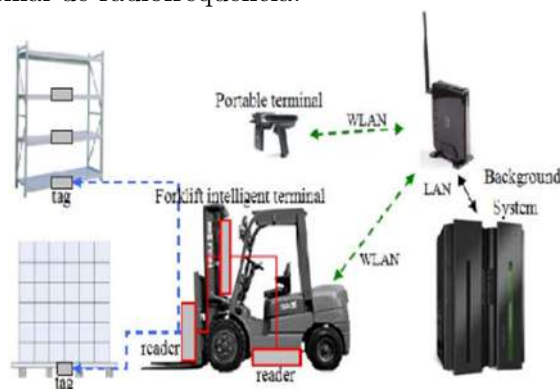 Portable terminal
WLAN
tag
Forklift intelligent terminal
LAN
Background
System
WLAN
reader
reader
tag